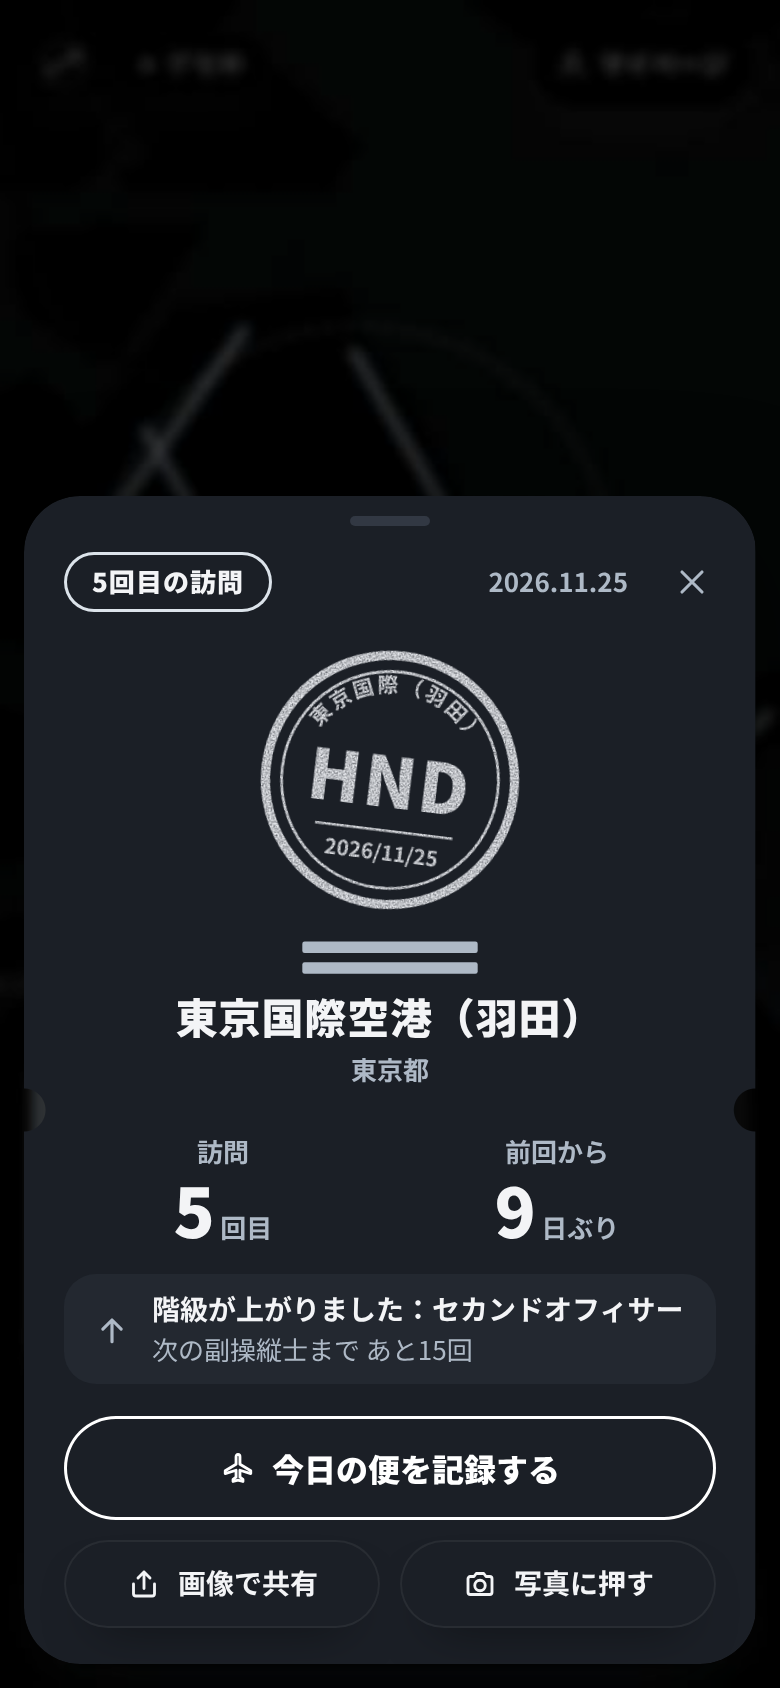 5回目の訪問
2026.11.25
東京国際（羽田）
HND
2026/11/25
東京国際空港（羽田）
東京都
訪問
5回目
前回から
9日ぶり
階級が上がりました：セカンドオフィサー
次の副操縦士まで あと15回
今日の便を記録する
画像で共有
写真に押す